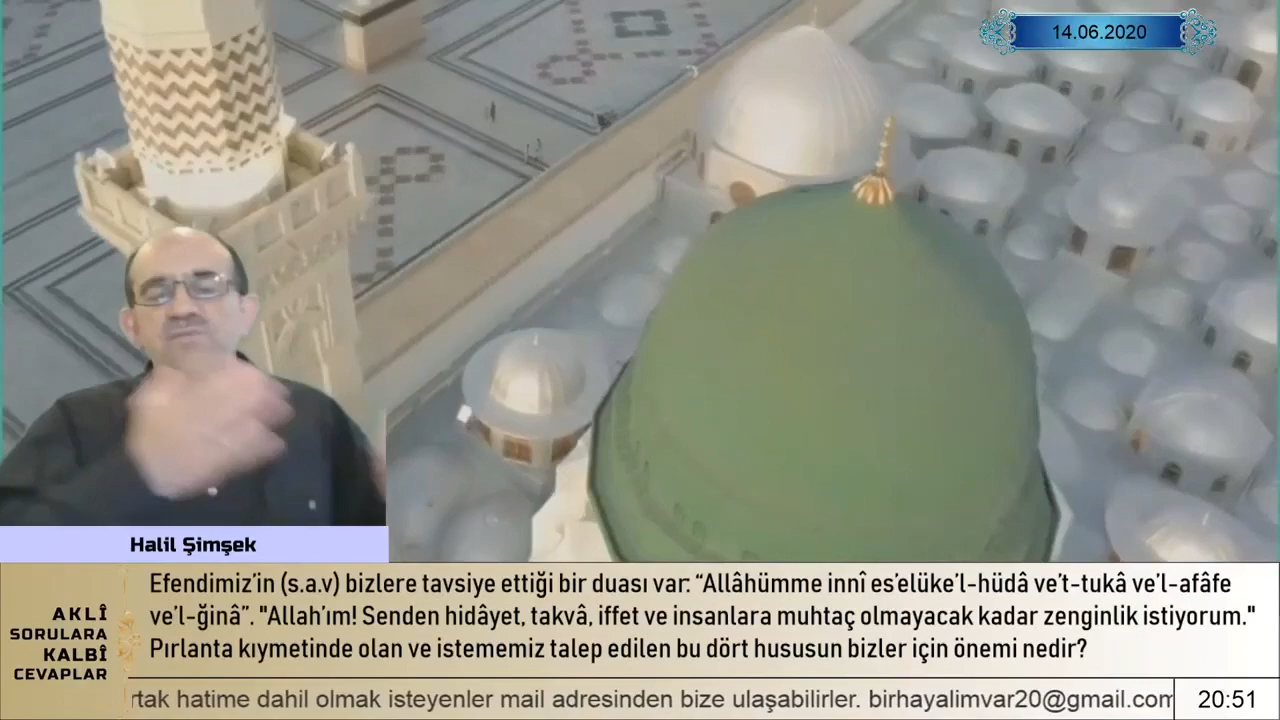 14.06.2020
Halil Şimşek
AKLÎ
SORULARA
KALBÎ
CEVAPLAR
Efendimiz’in (s.a.v) bizlere tavsiye ettiği bir duası var: “Allâhümme innî es’elüke’l-hüdâ ve’t-tukâ ve’l-afâfe
ve’l-ğinâ”. "Allah’ım! Senden hidâyet, takvâ, iffet ve insanlara muhtaç olmayacak kadar zenginlik istiyorum."
Pırlanta kıymetinde olan ve istememiz talep edilen bu dört hususun bizler için önemi nedir?
rtak hatime dahil olmak isteyenler mail adresinden bize ulaşabilirler. birhayalimvar20@gmail.com
20:51